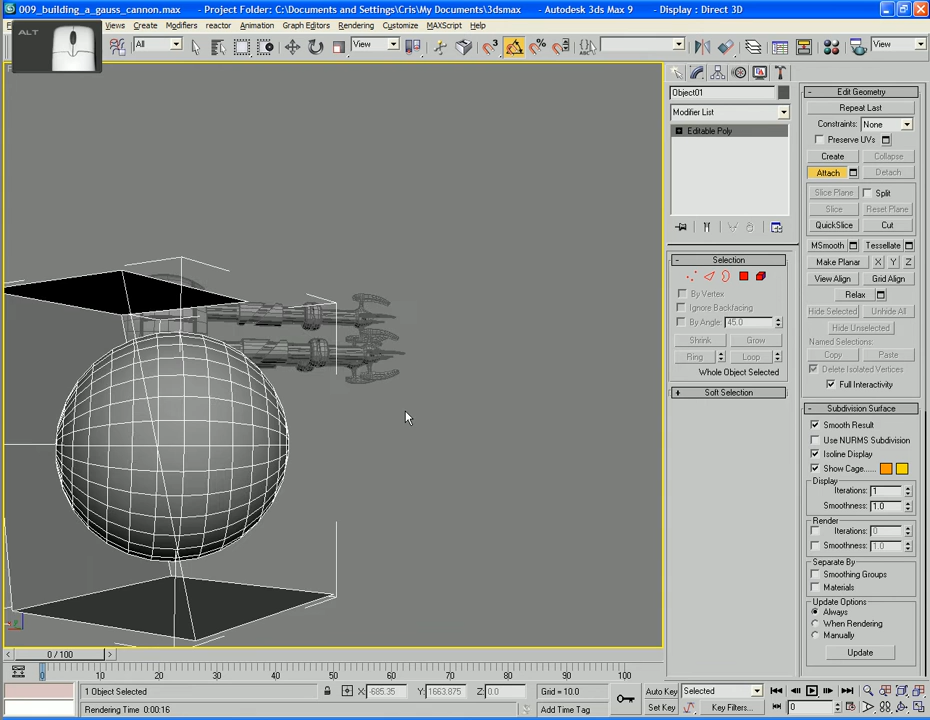 009_building_a_gauss_cannon.max - Project Folder: C:\Documents and Settings\Cris\My Documents\3dsmax - Autodesk 3ds Max 9 - Display : Direct 3D
Views Create Modifiers reactor Animation Graph Editors Rendering Customize MAXScript Help
ALT
All View View
Object01
Modifier List
Editable Poly
Selection
By Vertex
Ignore Backfacing
By Angle: 45.0
Shrink Grow
Ring Loop
Whole Object Selected
Soft Selection
Edit Geometry
Repeat Last
Constraints: None
Preserve UVs
Create Collapse
Attach Detach
Slice Plane Split
Slice Reset Plane
QuickSlice Cut
MSmooth Tessellate
Make Planar X Y Z
View Align Grid Align
Relax
Hide Selected Unhide All
Hide Unselected
Named Selections:
Copy Paste
Delete Isolated Vertices
Full Interactivity
Subdivision Surface
Smooth Result
Use NURMS Subdivision
Isoline Display
Show Cage......
Display
Iterations: 1
Smoothness: 1.0
Render
Iterations: 0
Smoothness: 1.0
Separate By
Smoothing Groups
Materials
Update Options
Always
When Rendering
Manually
Update
0 / 100
0 10 20 30 40 50 60 70 80 90 100
1 Object Selected X: -685.35 Y: 1663.875 Z: 0.0 Grid = 10.0 Auto Key Selected
Rendering Time 0:00:16 Add Time Tag Set Key Key Filters... 0